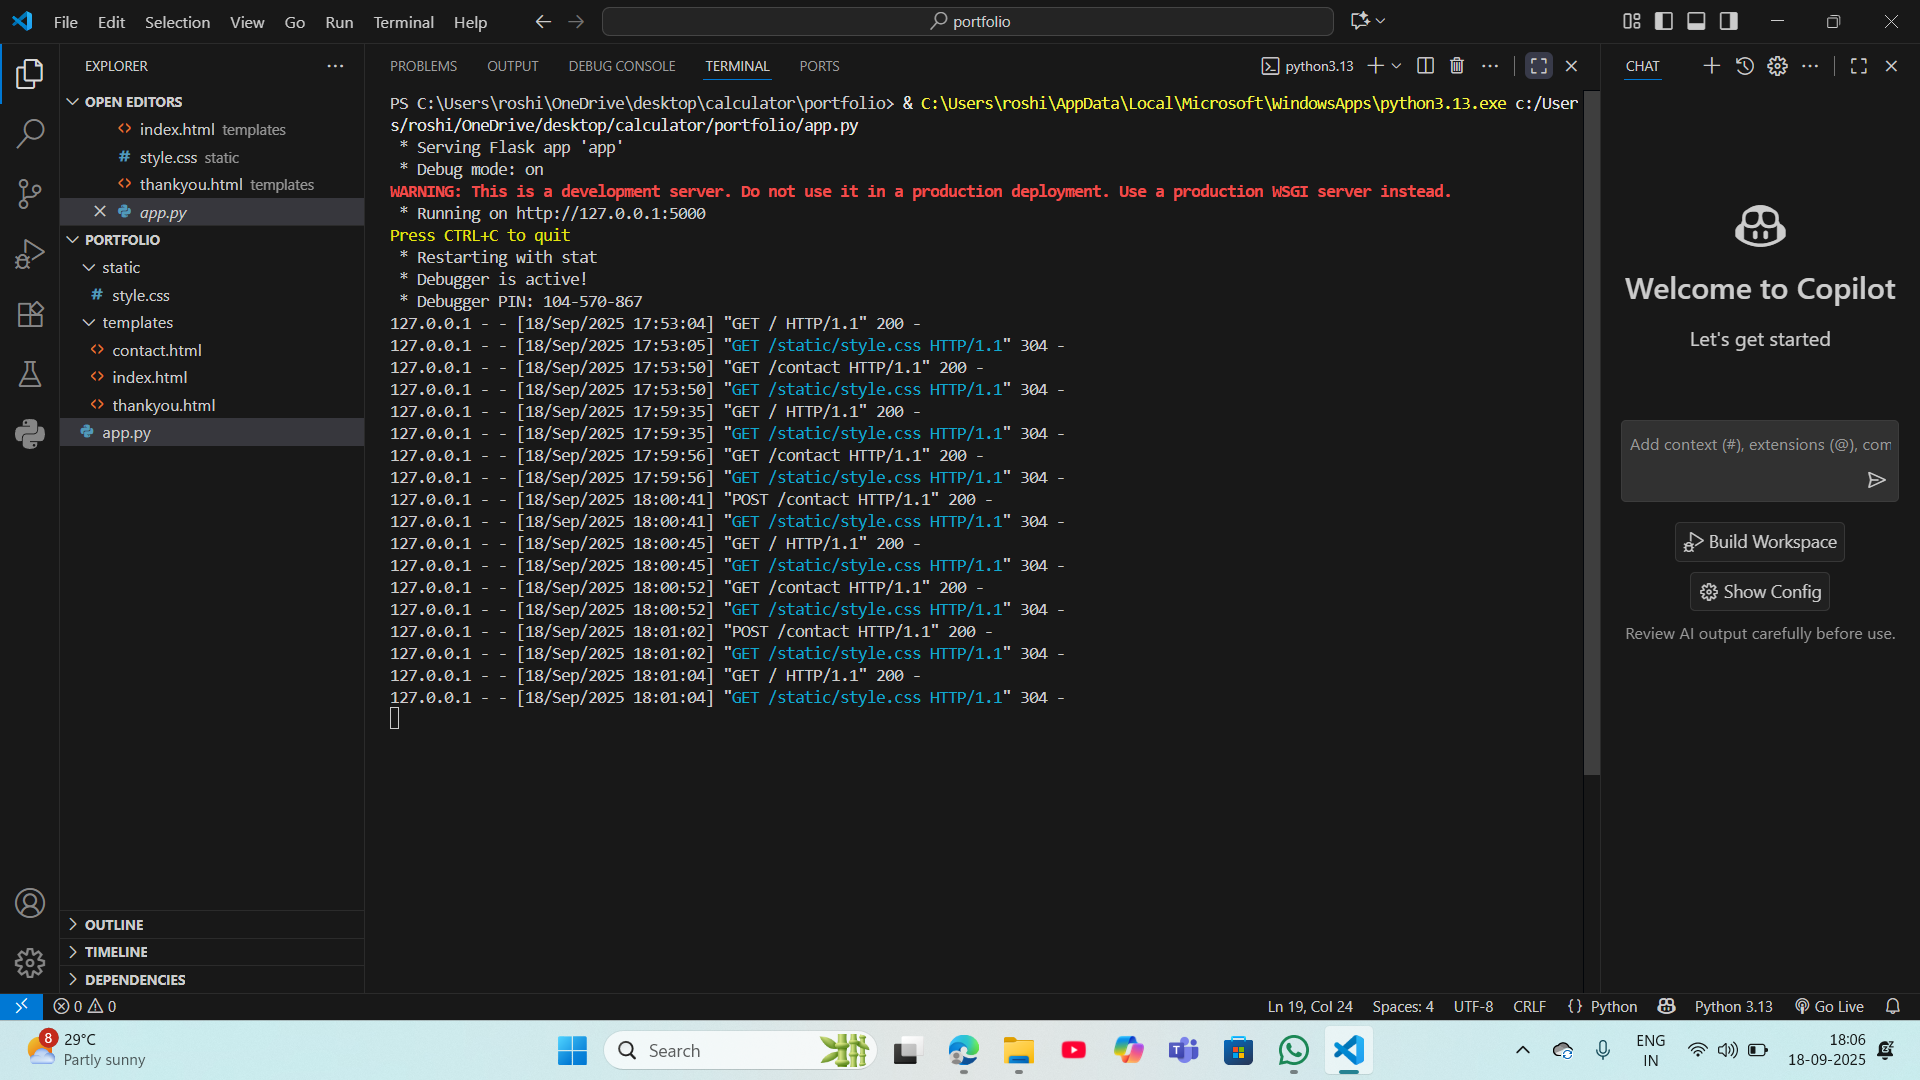 File Edit Selection View Go Run Terminal Help
portfolio
EXPLORER
OPEN EDITORS
index.html templates
style.css static
thankyou.html templates
app.py
PORTFOLIO
static
style.css
templates
contact.html
index.html
thankyou.html
app.py
OUTLINE
TIMELINE
DEPENDENCIES
PROBLEMS OUTPUT DEBUG CONSOLE TERMINAL PORTS
python3.13
PS C:\Users\roshi\OneDrive\desktop\calculator\portfolio> & C:\Users\roshi\AppData\Local\Microsoft\WindowsApps\python3.13.exe c:/User
s/roshi/OneDrive/desktop/calculator/portfolio/app.py
* Serving Flask app 'app'
* Debug mode: on
WARNING: This is a development server. Do not use it in a production deployment. Use a production WSGI server instead.
* Running on http://127.0.0.1:5000
Press CTRL+C to quit
* Restarting with stat
* Debugger is active!
* Debugger PIN: 104-570-867
127.0.0.1 - - [18/Sep/2025 17:53:04] "GET / HTTP/1.1" 200 -
127.0.0.1 - - [18/Sep/2025 17:53:05] "GET /static/style.css HTTP/1.1" 304 -
127.0.0.1 - - [18/Sep/2025 17:53:50] "GET /contact HTTP/1.1" 200 -
127.0.0.1 - - [18/Sep/2025 17:53:50] "GET /static/style.css HTTP/1.1" 304 -
127.0.0.1 - - [18/Sep/2025 17:59:35] "GET / HTTP/1.1" 200 -
127.0.0.1 - - [18/Sep/2025 17:59:35] "GET /static/style.css HTTP/1.1" 304 -
127.0.0.1 - - [18/Sep/2025 17:59:56] "GET /contact HTTP/1.1" 200 -
127.0.0.1 - - [18/Sep/2025 17:59:56] "GET /static/style.css HTTP/1.1" 304 -
127.0.0.1 - - [18/Sep/2025 18:00:41] "POST /contact HTTP/1.1" 200 -
127.0.0.1 - - [18/Sep/2025 18:00:41] "GET /static/style.css HTTP/1.1" 304 -
127.0.0.1 - - [18/Sep/2025 18:00:45] "GET / HTTP/1.1" 200 -
127.0.0.1 - - [18/Sep/2025 18:00:45] "GET /static/style.css HTTP/1.1" 304 -
127.0.0.1 - - [18/Sep/2025 18:00:52] "GET /contact HTTP/1.1" 200 -
127.0.0.1 - - [18/Sep/2025 18:00:52] "GET /static/style.css HTTP/1.1" 304 -
127.0.0.1 - - [18/Sep/2025 18:01:02] "POST /contact HTTP/1.1" 200 -
127.0.0.1 - - [18/Sep/2025 18:01:02] "GET /static/style.css HTTP/1.1" 304 -
127.0.0.1 - - [18/Sep/2025 18:01:04] "GET / HTTP/1.1" 200 -
127.0.0.1 - - [18/Sep/2025 18:01:04] "GET /static/style.css HTTP/1.1" 304 -
CHAT
Welcome to Copilot
Let's get started
Add context (#), extensions (@), com
Build Workspace
Show Config
Review AI output carefully before use.
0 0
Ln 19, Col 24 Spaces: 4 UTF-8 CRLF {} Python Python 3.13 Go Live
8
29°C
Partly sunny
Search
ENG
IN
18:06
18-09-2025